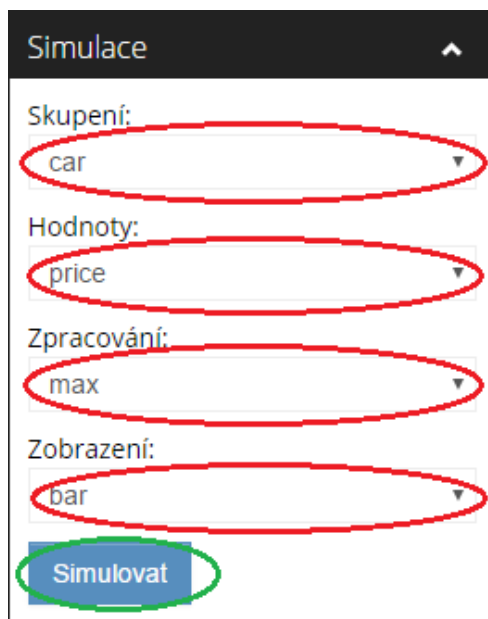 Simulace
Skupení:
car
Hodnoty:
price
Zpracování:
max
Zobrazení:
bar
Simulovat